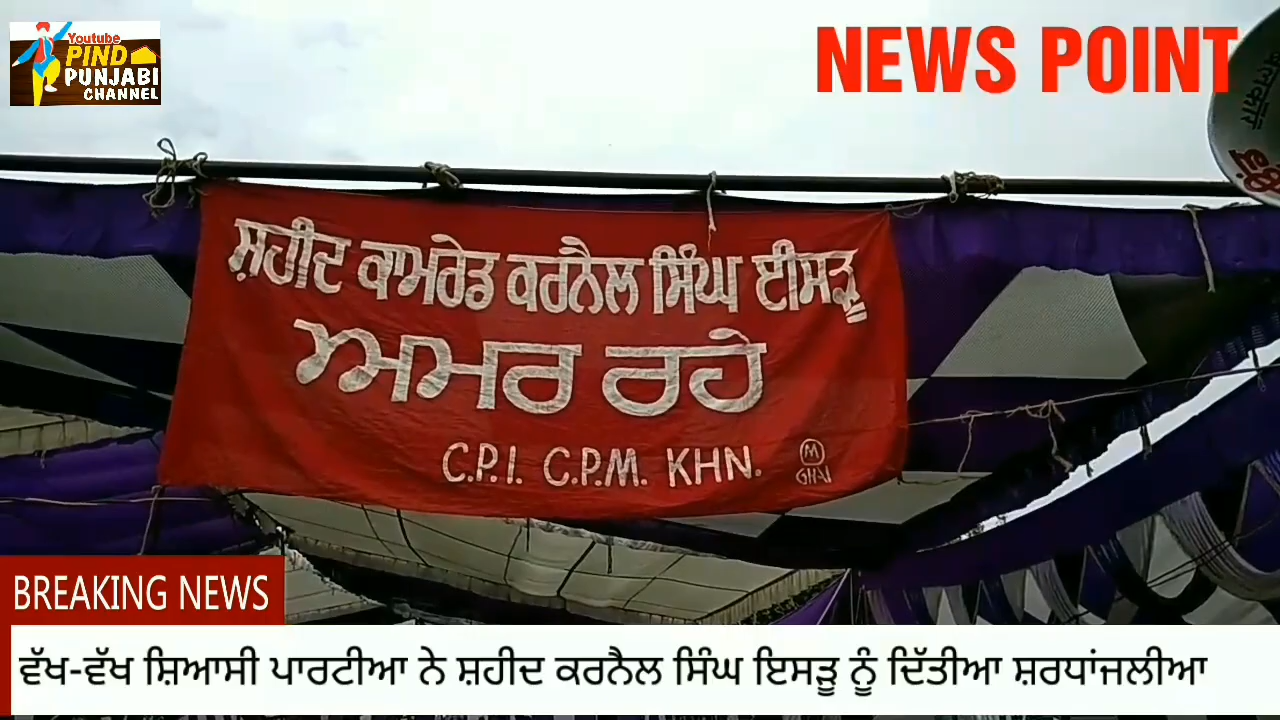 Youtube
PIND
PUNJABI
CHANNEL
NEWS POINT
ਸ਼ਹੀਦ ਕਾਮਰੇਡ ਕਰਨੈਲ ਸਿੰਘ ਈਸੜੂ
ਅਮਰ ਰਹੇ
C.P.I. C.P.M. KHN.
M
BREAKING NEWS
ਵੱਖ-ਵੱਖ ਸ਼ਿਆਸੀ ਪਾਰਟੀਆ ਨੇ ਸ਼ਹੀਦ ਕਰਨੈਲ ਸਿੰਘ ਇਸੜੂ ਨੂੰ ਦਿੱਤੀਆ ਸ਼ਰਧਾਂਜਲੀਆ